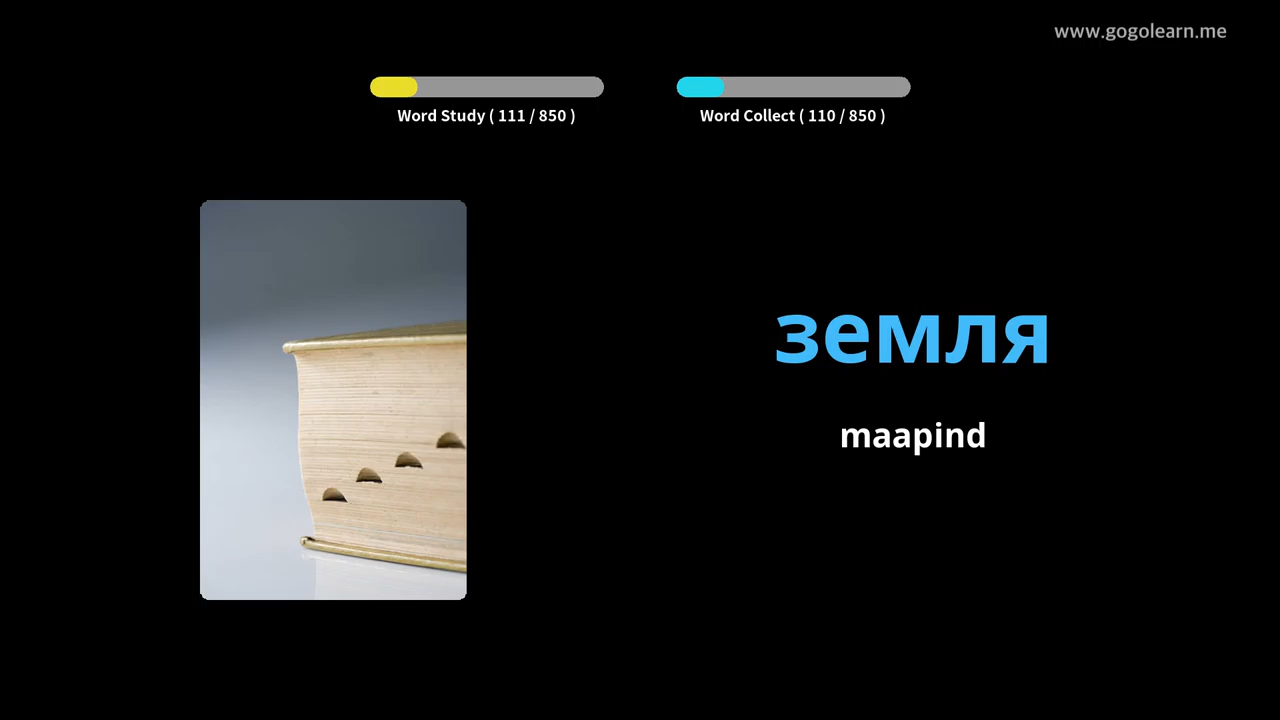 www.gogolearn.me
Word Study ( 111 / 850 )
Word Collect ( 110 / 850 )
земля
maapind